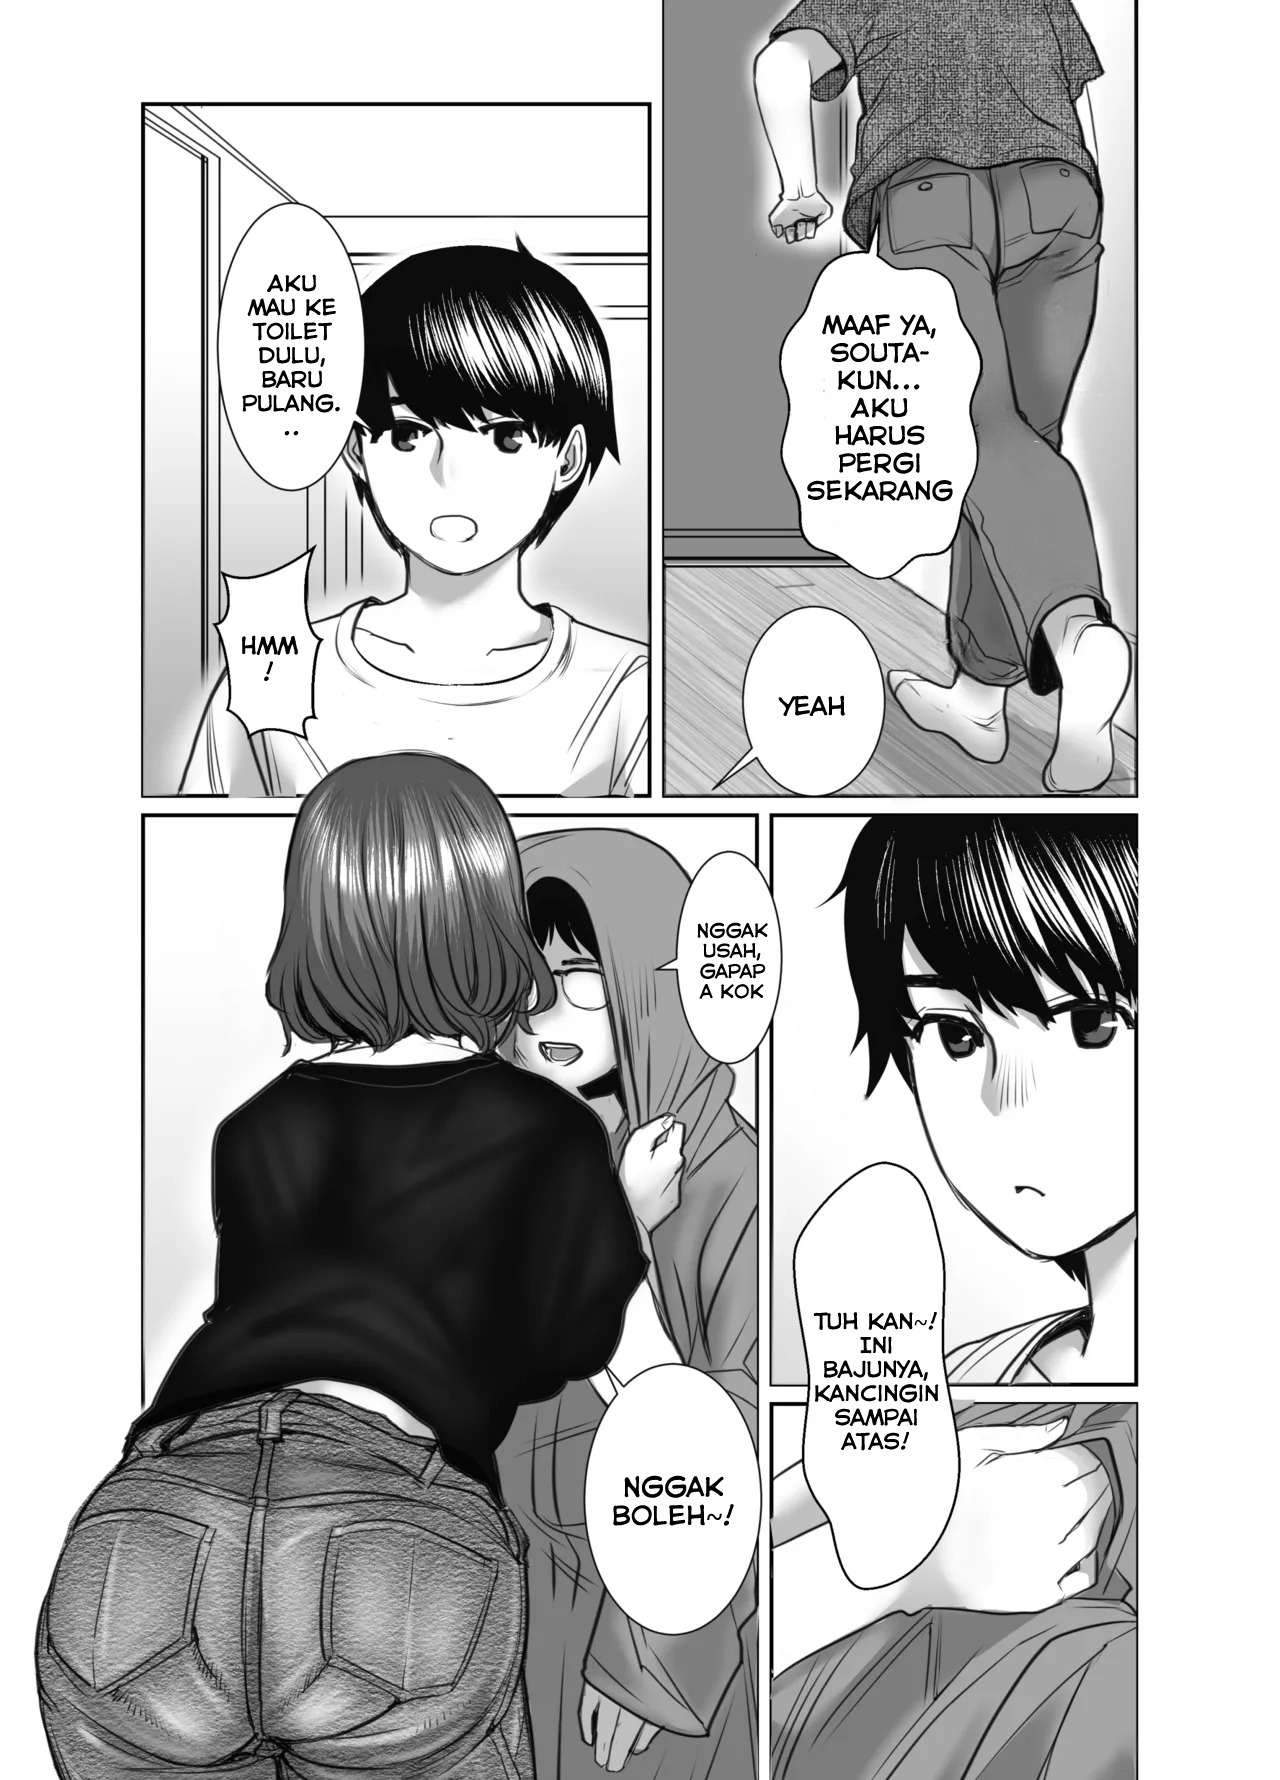 MAAF YA,
SOUTA-
KUN...
AKU
HARUS
PERGI
SEKARANG
YEAH
AKU
MAU KE
TOILET
DULU,
BARU
PULANG.
..
HMM
!
TUH KAN~!
INI
BAJUNYA,
KANCINGIN
SAMPAI
ATAS!
NGGAK
USAH,
GAPAP
A KOK
NGGAK
BOLEH~!